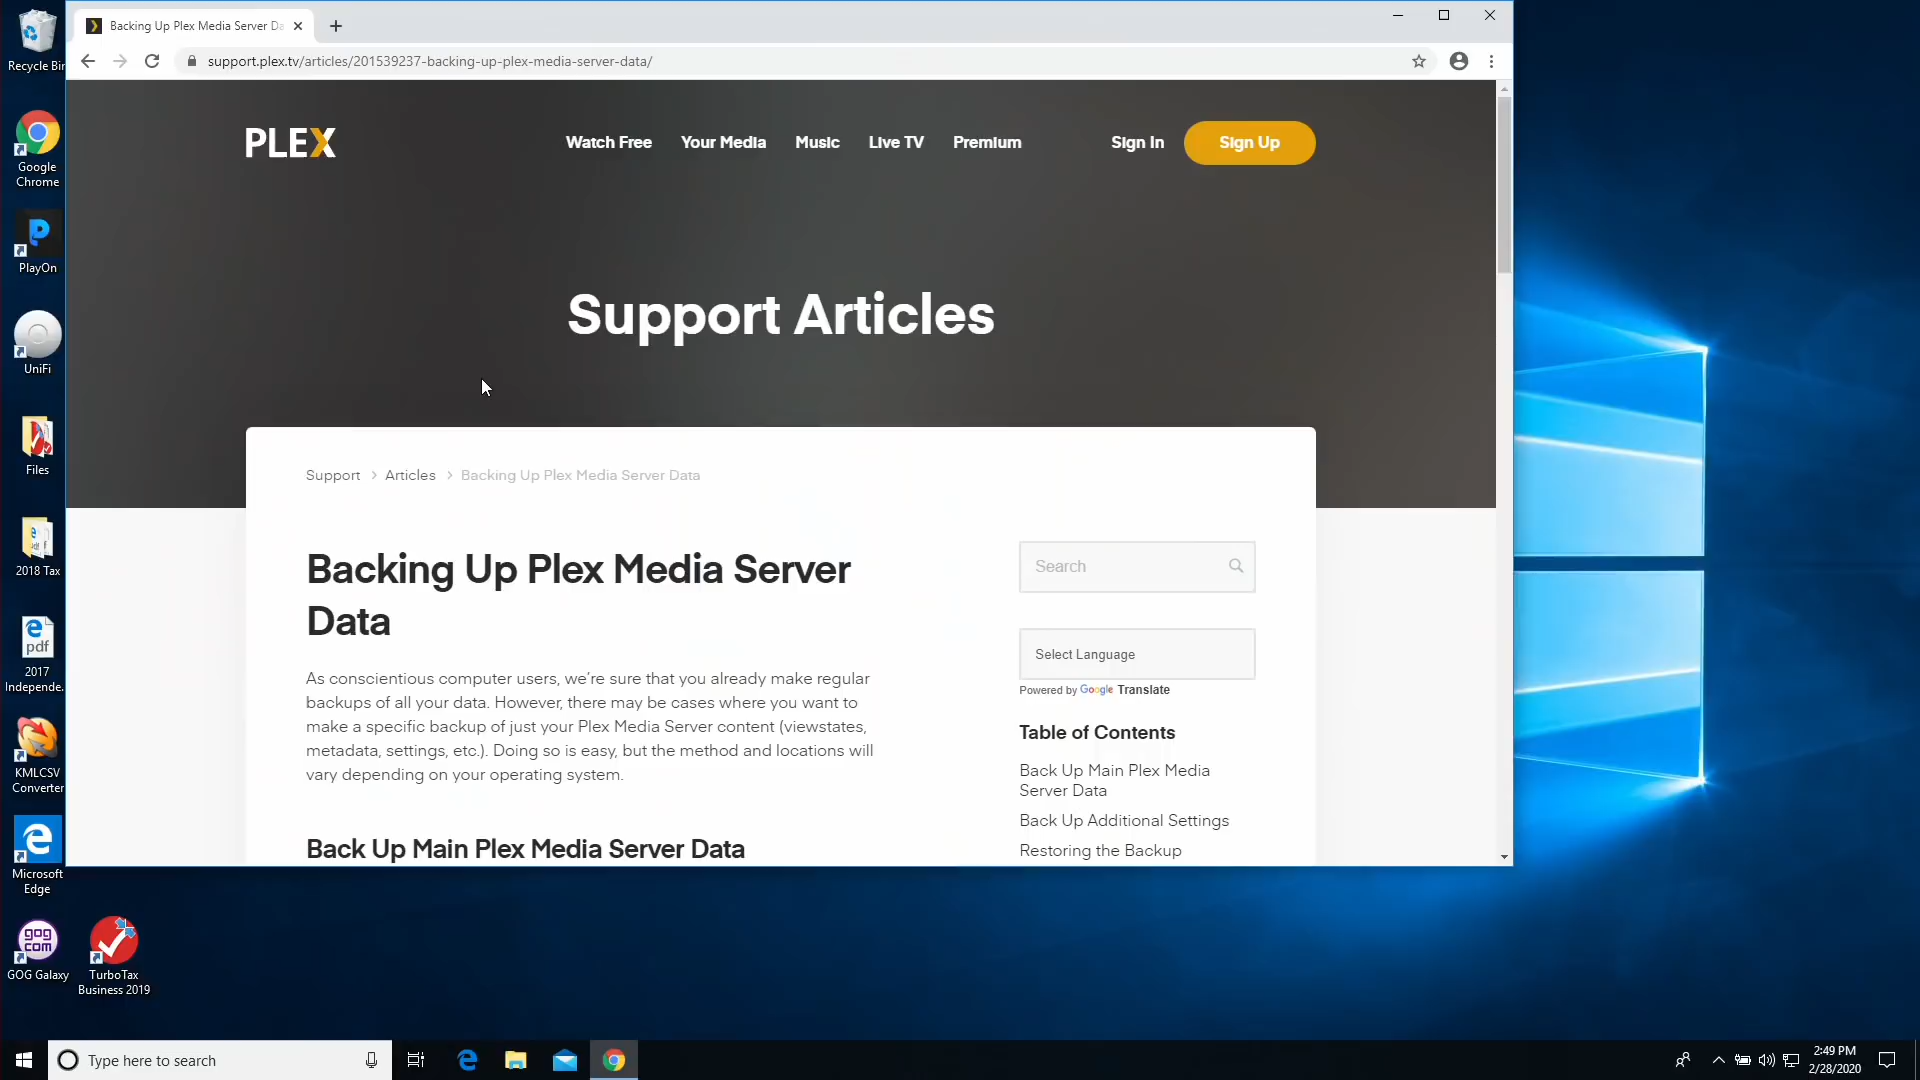 Recycle Bin
Google
Chrome
PlayOn
UniFi
Files
2018 Tax
pdf
2017
Independe...
KMLCSV
Converter
Microsoft
Edge
gog
com
GOG Galaxy
TurboTax
Business 2019
Backing Up Plex Media Server Da
support.plex.tv/articles/201539237-backing-up-plex-media-server-data/
PLEX
Watch Free
Your Media
Music
Live TV
Premium
Sign In
Sign Up
Support Articles
Support > Articles > Backing Up Plex Media Server Data
Backing Up Plex Media Server
Data
As conscientious computer users, we’re sure that you already make regular
backups of all your data. However, there may be cases where you want to
make a specific backup of just your Plex Media Server content (viewstates,
metadata, settings, etc.). Doing so is easy, but the method and locations will
vary depending on your operating system.
Back Up Main Plex Media Server Data
Search
Select Language
Powered by Google Translate
Table of Contents
Back Up Main Plex Media
Server Data
Back Up Additional Settings
Restoring the Backup
Type here to search
2:49 PM
2/28/2020